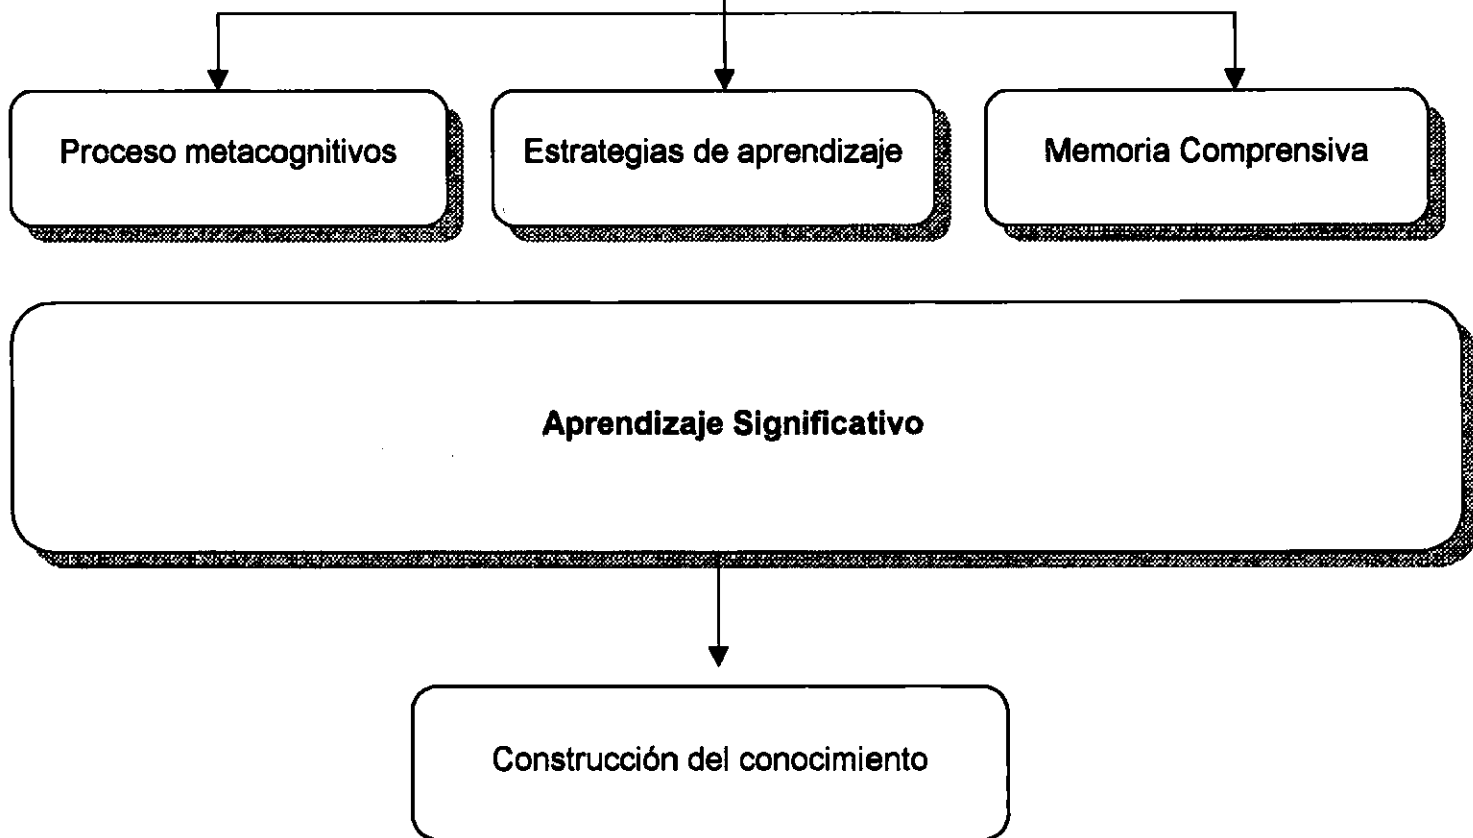 Proceso metacognitivos
Estrategias de aprendizaje
Memoria Comprensiva
Aprendizaje Significativo
Construcción del conocimiento